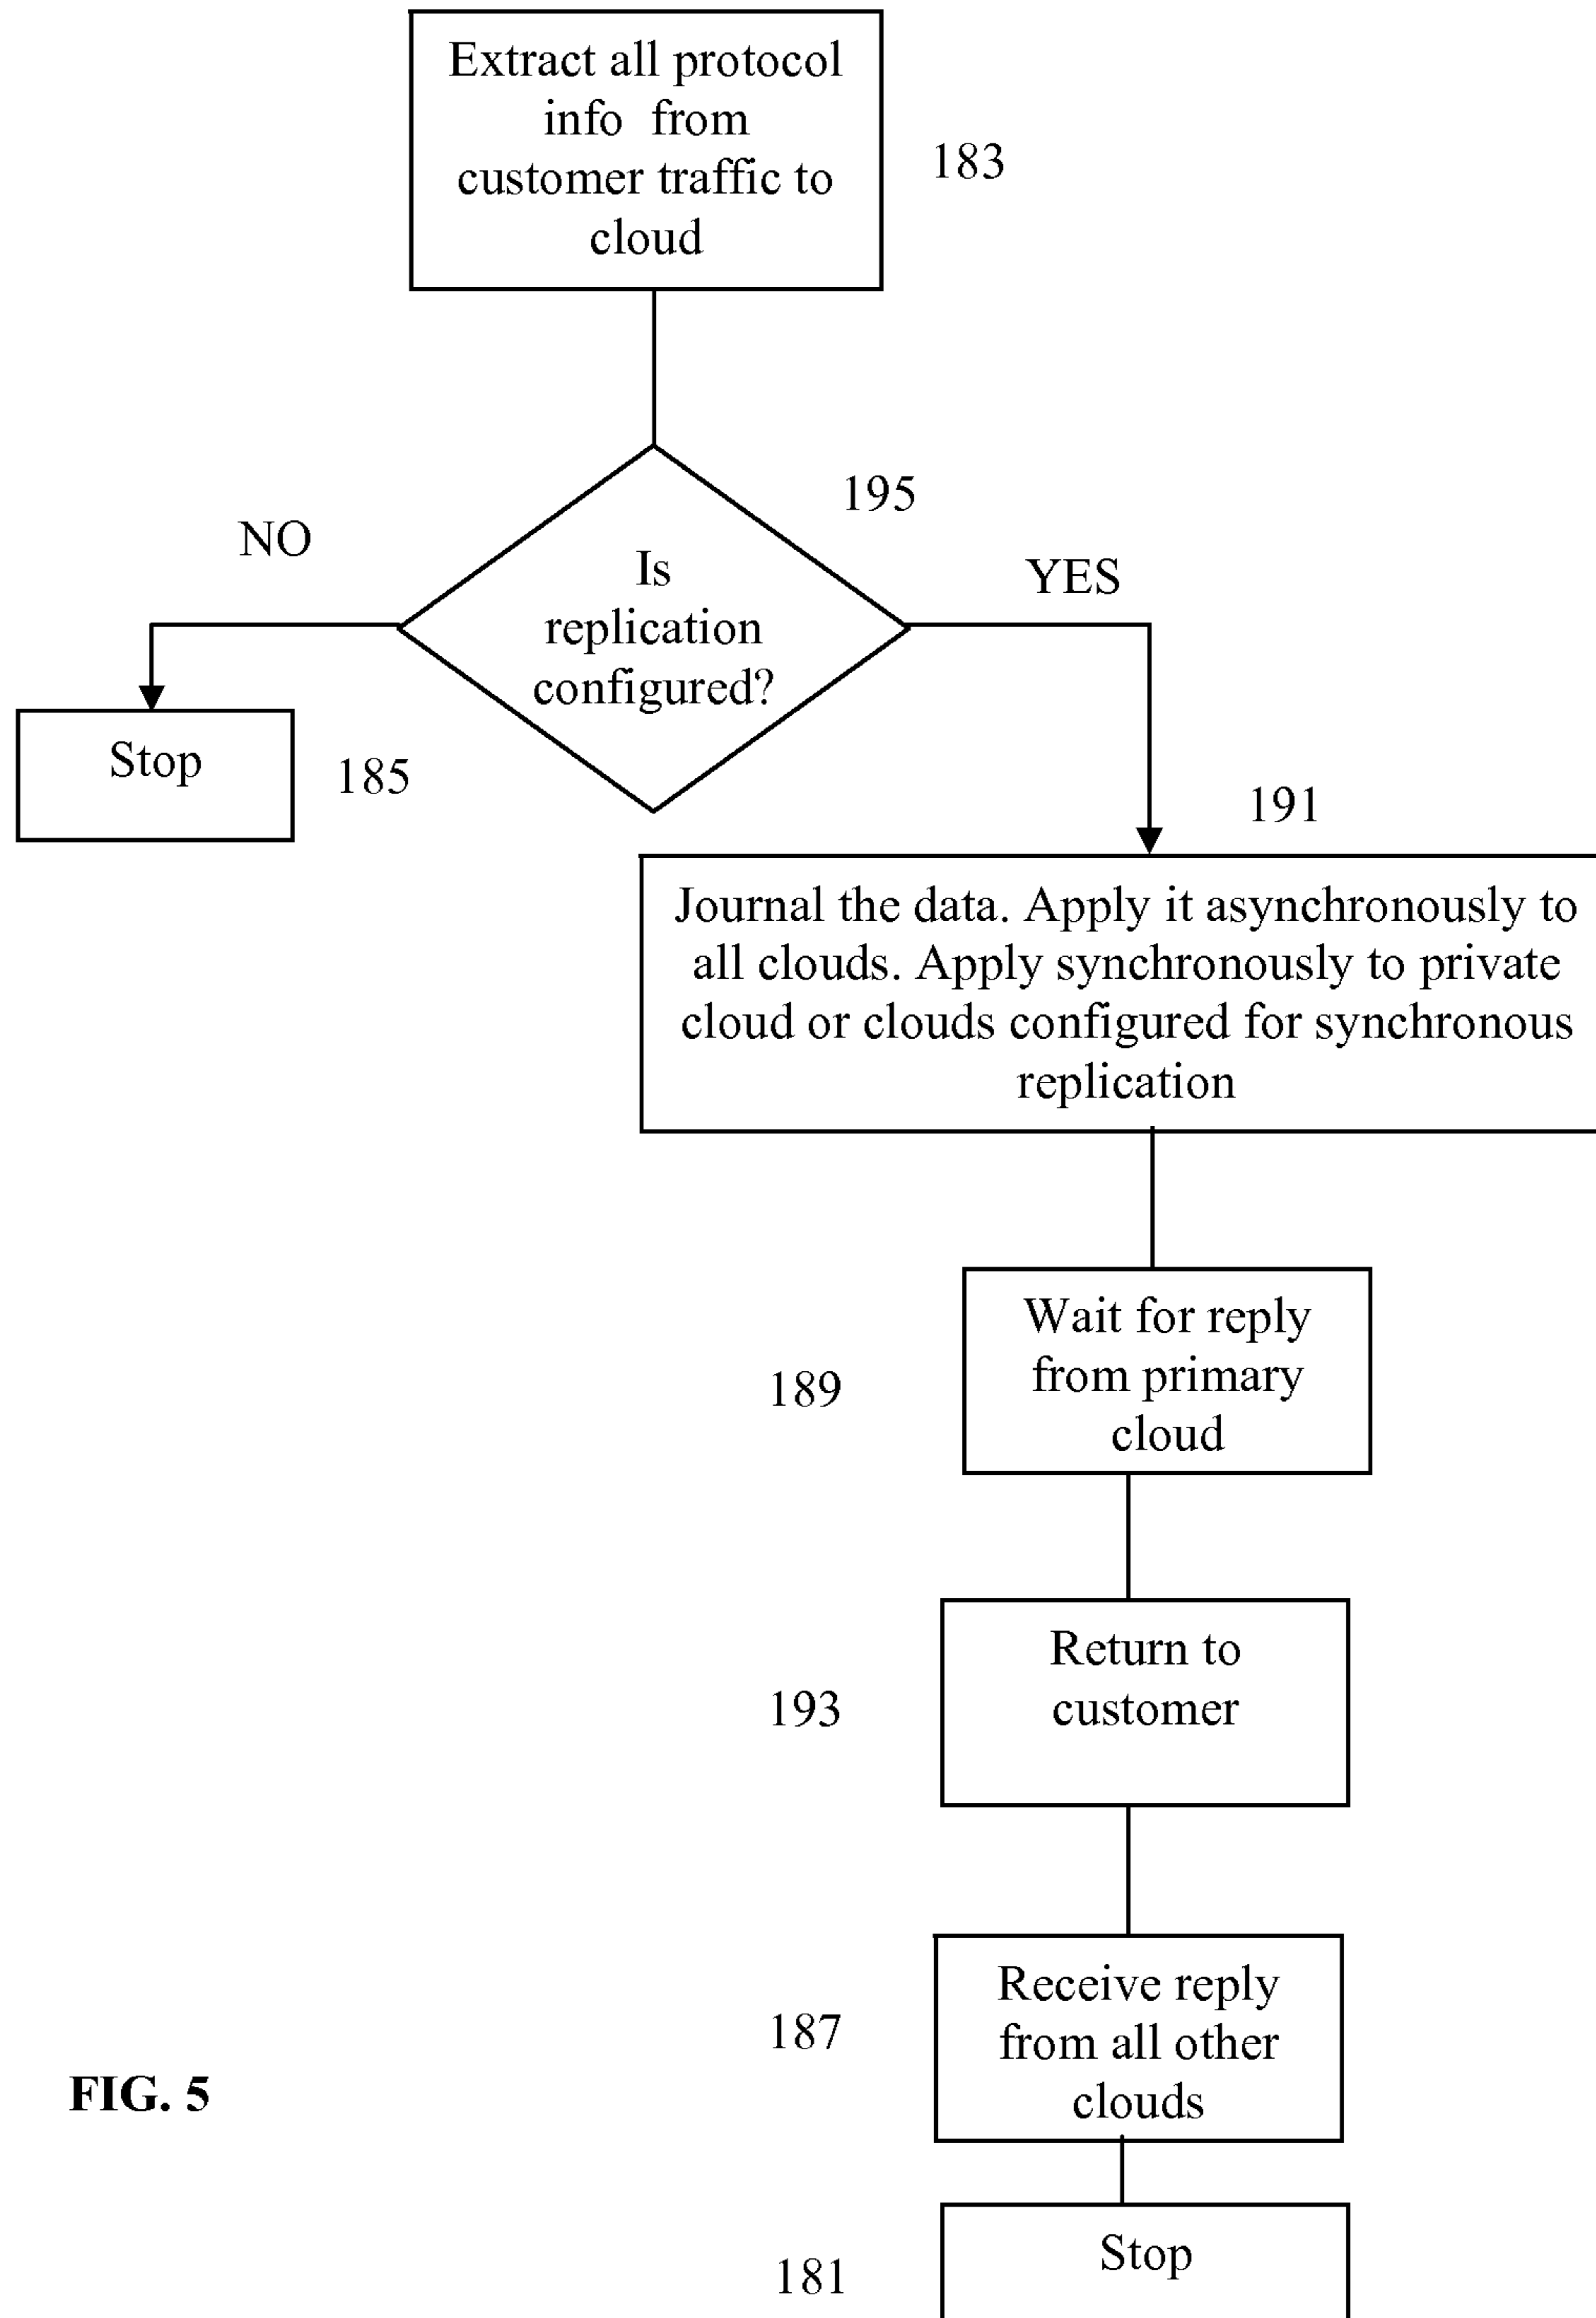 Extract all protocol
info from
customer traffic to
cloud
183
195
NO
YES
Is
replication
configured?
Stop
185
191
Journal the data. Apply it asynchronously to
all clouds. Apply synchronously to private
cloud or clouds configured for synchronous
replication
Wait for reply
from primary
cloud
189
Return to
customer
193
Receive reply
from all other
clouds
187
FIG. 5
Stop
181